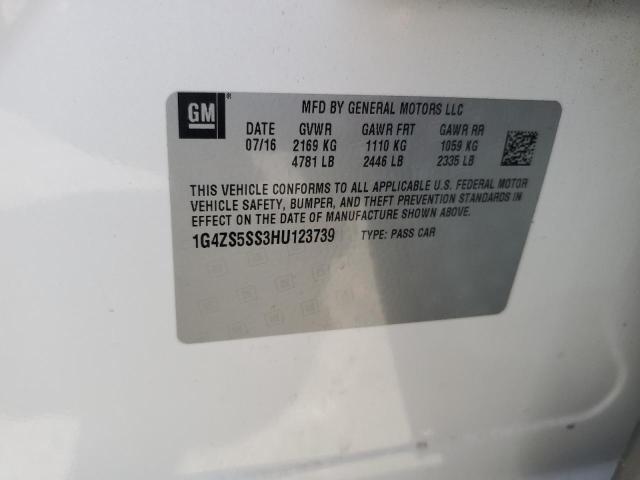 GM ®
MFD BY GENERAL MOTORS LLC
DATE GVWR GAWR FRT GAWR RR
07/16 2169 KG 1110 KG 1059 KG
4781 LB 2446 LB 2335 LB
THIS VEHICLE CONFORMS TO ALL APPLICABLE U.S. FEDERAL MOTOR
VEHICLE SAFETY, BUMPER, AND THEFT PREVENTION STANDARDS IN
EFFECT ON THE DATE OF MANUFACTURE SHOWN ABOVE.
1G4ZS5SS3HU123739 TYPE: PASS CAR